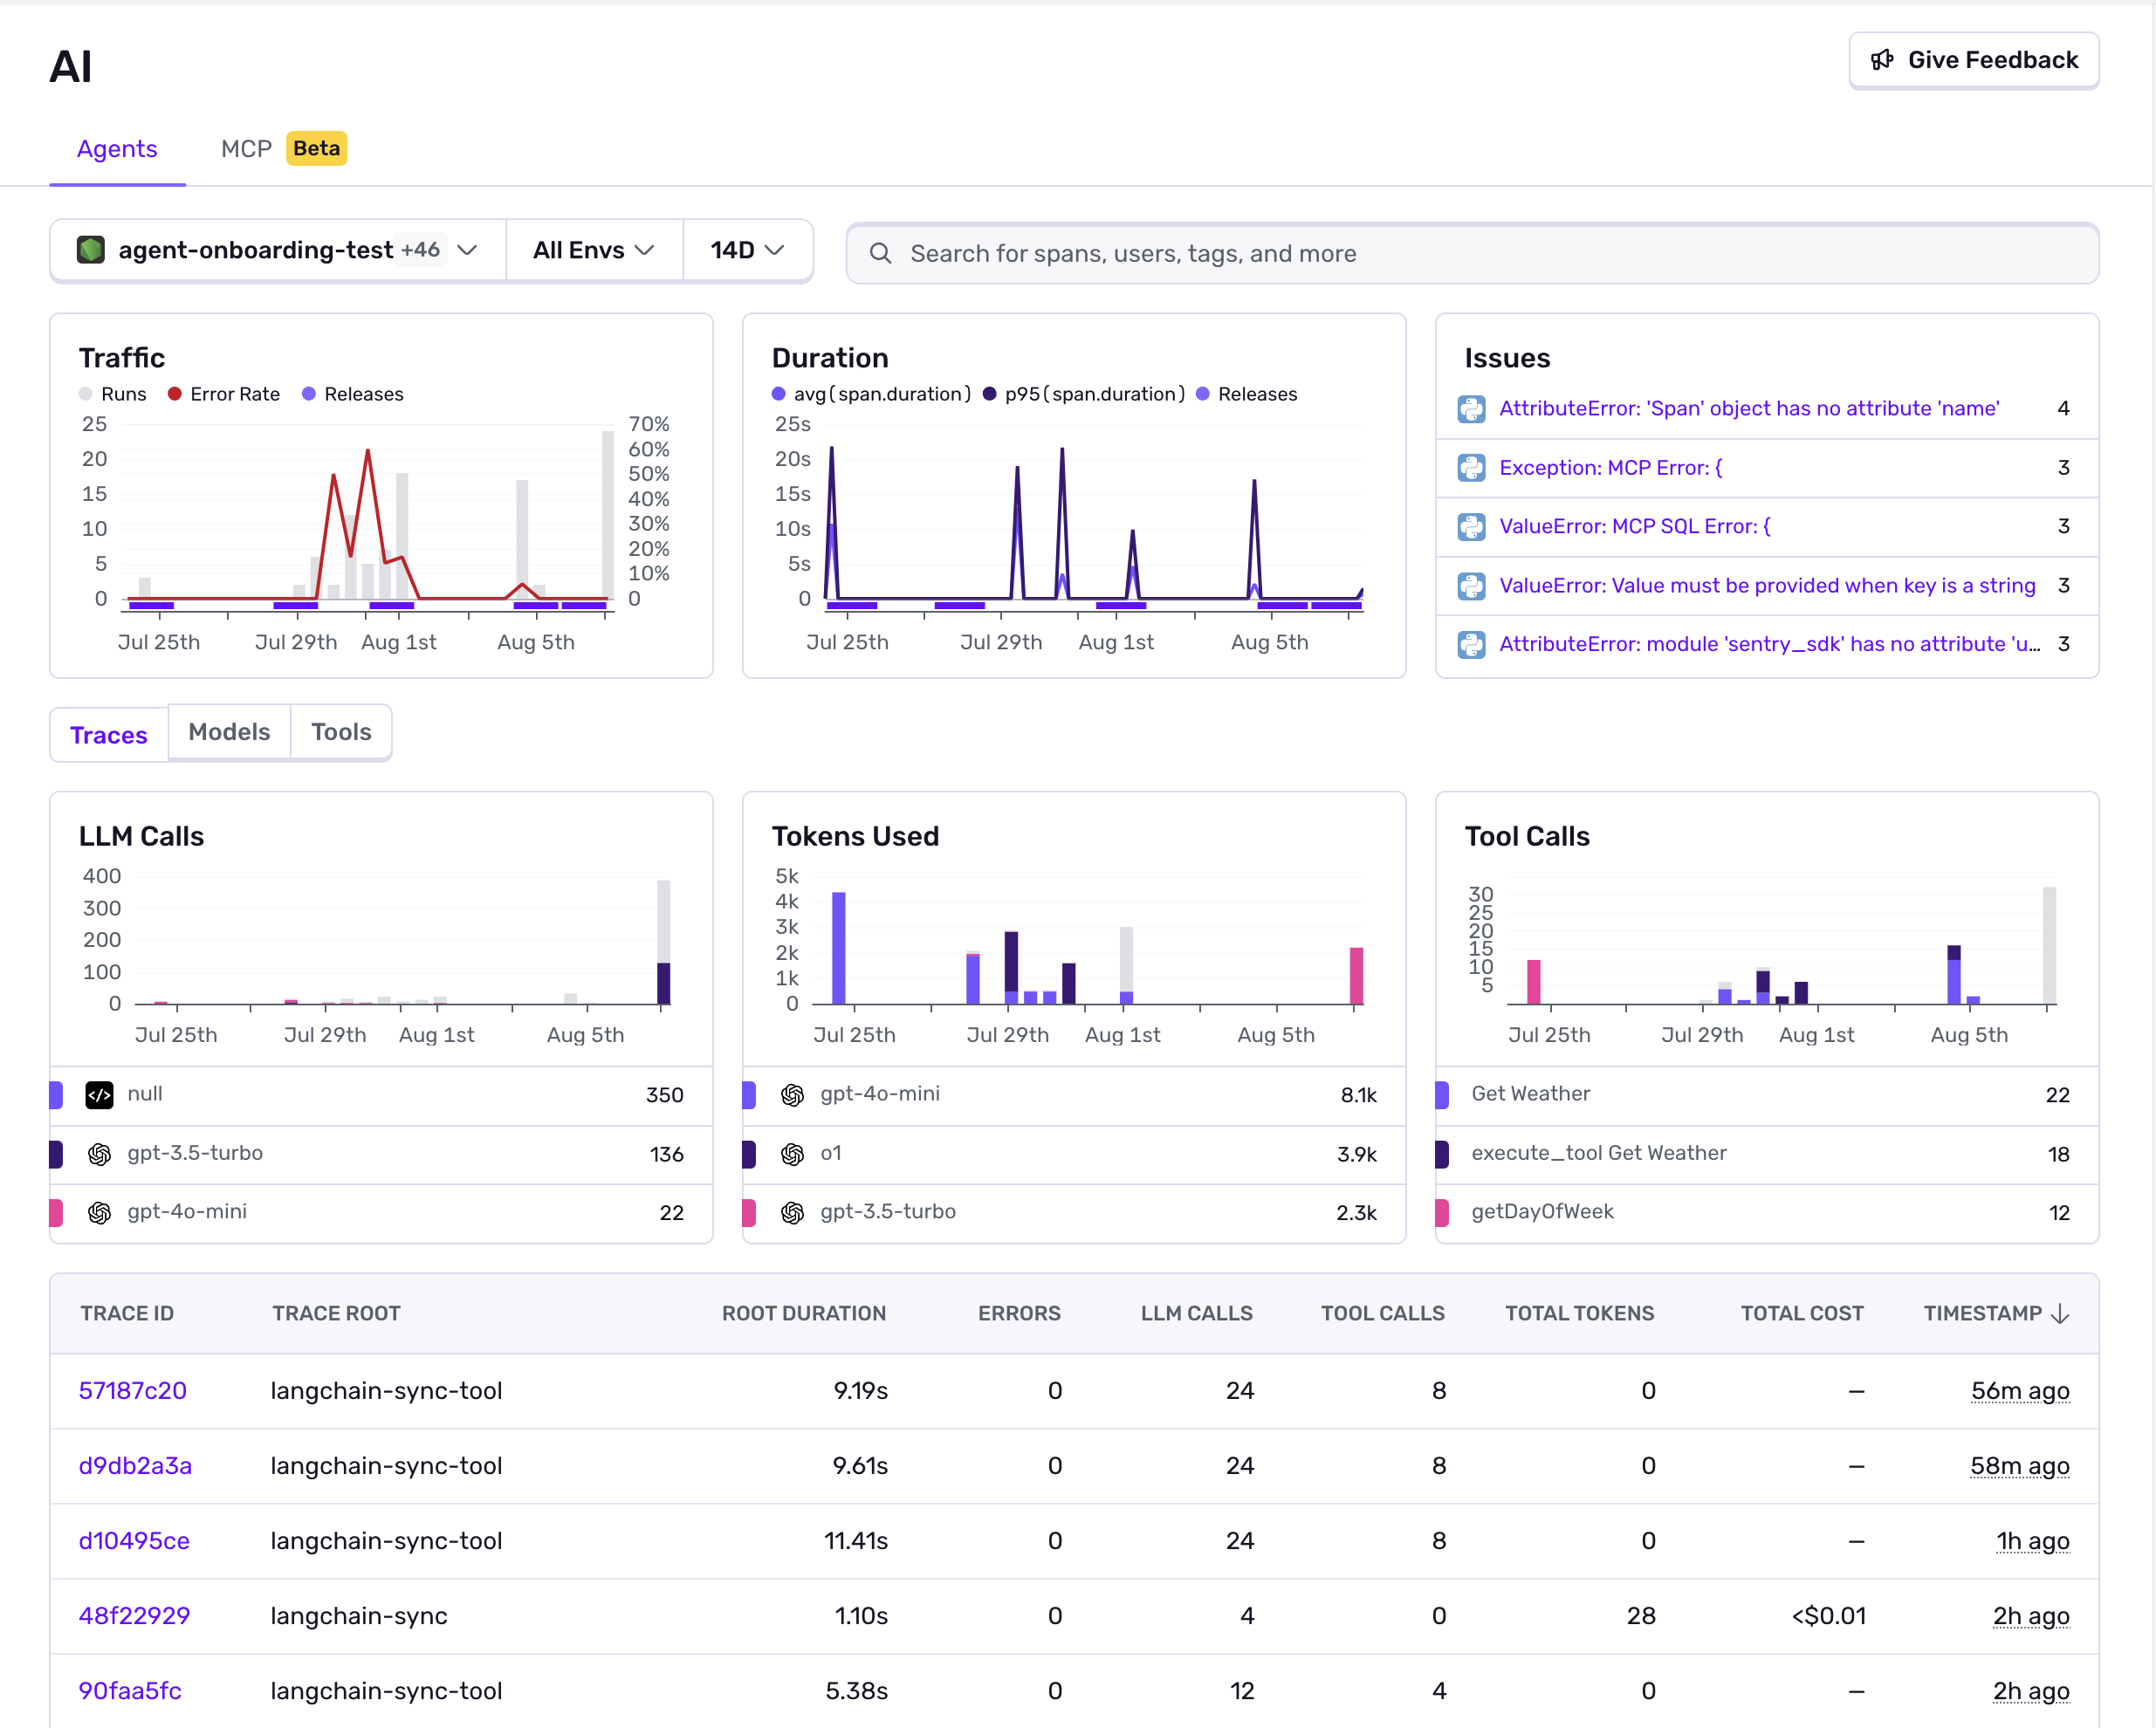 AI
Give Feedback
Agents MCP Beta
agent-onboarding-test +46 All Envs 14D Search for spans, users, tags, and more
Traffic
Runs Error Rate Releases
25 70%
60%
20 50%
15 40%
10 30%
20%
5 10%
0 0
Jul 25th Jul 29th Aug 1st Aug 5th
Duration
avg(span.duration) p95(span.duration) Releases
25s
20s
15s
10s
5s
0
Jul 25th Jul 29th Aug 1st Aug 5th
Issues
AttributeError: 'Span' object has no attribute 'name' 4
Exception: MCP Error: { 3
ValueError: MCP SQL Error: { 3
ValueError: Value must be provided when key is a string 3
AttributeError: module 'sentry_sdk' has no attribute 'u... 3
Traces Models Tools
LLM Calls
400
300
200
100
0
Jul 25th Jul 29th Aug 1st Aug 5th
null 350
gpt-3.5-turbo 136
gpt-4o-mini 22
Tokens Used
5k
4k
3k
2k
1k
0
Jul 25th Jul 29th Aug 1st Aug 5th
gpt-4o-mini 8.1k
o1 3.9k
gpt-3.5-turbo 2.3k
Tool Calls
30
25
20
15
10
5
Jul 25th Jul 29th Aug 1st Aug 5th
Get Weather 22
execute_tool Get Weather 18
getDayOfWeek 12
TRACE ID TRACE ROOT ROOT DURATION ERRORS LLM CALLS TOOL CALLS TOTAL TOKENS TOTAL COST TIMESTAMP
57187c20 langchain-sync-tool 9.19s 0 24 8 0 — 56m ago
d9db2a3a langchain-sync-tool 9.61s 0 24 8 0 — 58m ago
d10495ce langchain-sync-tool 11.41s 0 24 8 0 — 1h ago
48f22929 langchain-sync 1.10s 0 4 0 28 <$0.01 2h ago
90faa5fc langchain-sync-tool 5.38s 0 12 4 0 — 2h ago